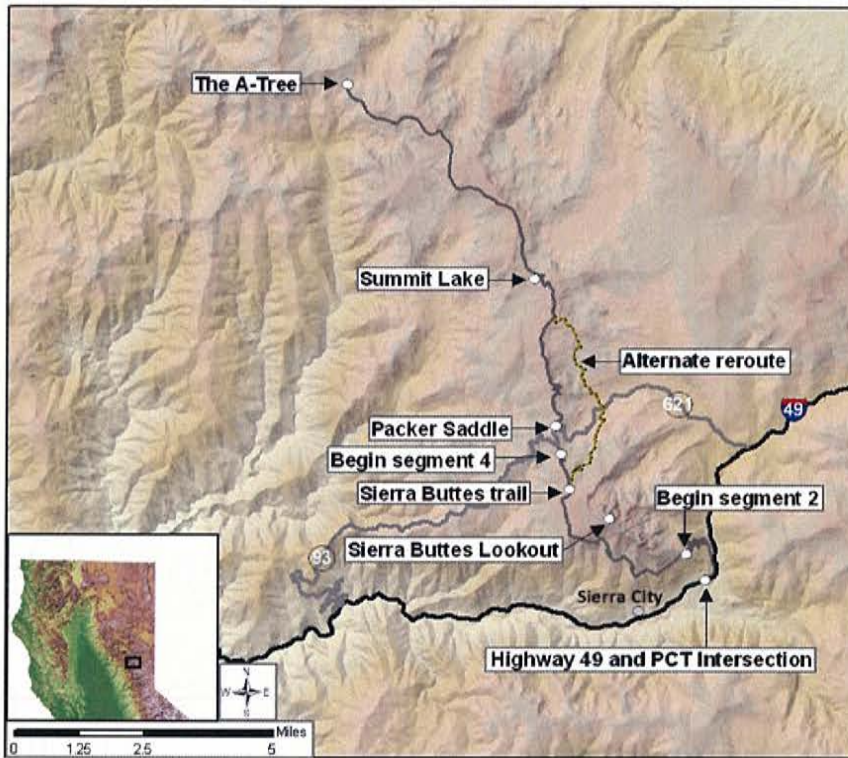 The A-Tree
Summit Lake
Alternate reroute
621
49
Packer Saddle
Begin segment 4
Sierra Buttes trail
Begin segment 2
Sierra Buttes Lookout
93
Sierra City
Highway 49 and PCT Intersection
N
W E
S
Miles
0 1.25 2.5 5